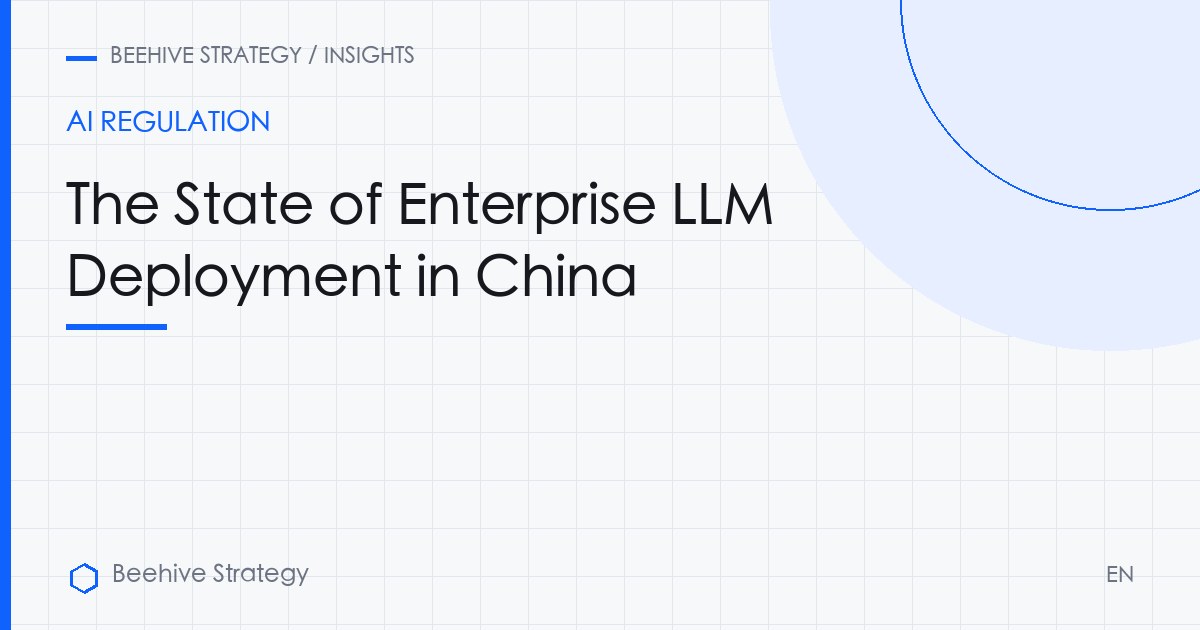 BEEHIVE STRATEGY / INSIGHTS
AI REGULATION
The State of Enterprise LLM
Deployment in China
Beehive Strategy
EN